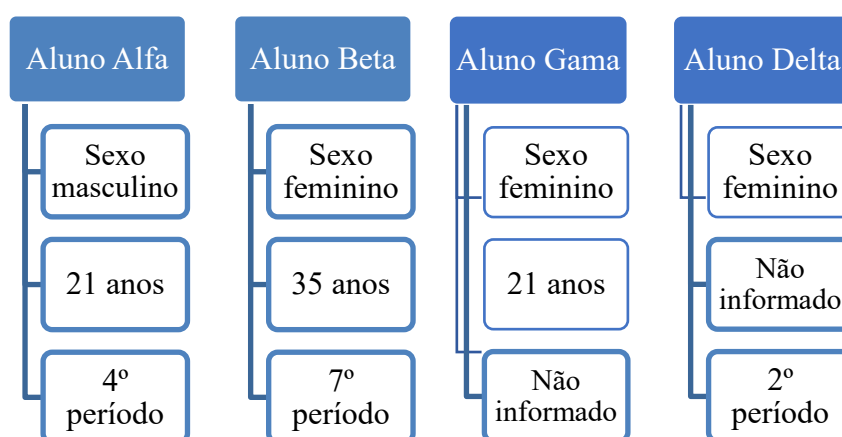 Aluno Alfa
Sexo
masculino
21 anos
4º
período
Aluno Beta
Sexo
feminino
35 anos
7º
período
Aluno Gama
Sexo
feminino
21 anos
Não
informado
Aluno Delta
Sexo
feminino
Não
informado
2º
período